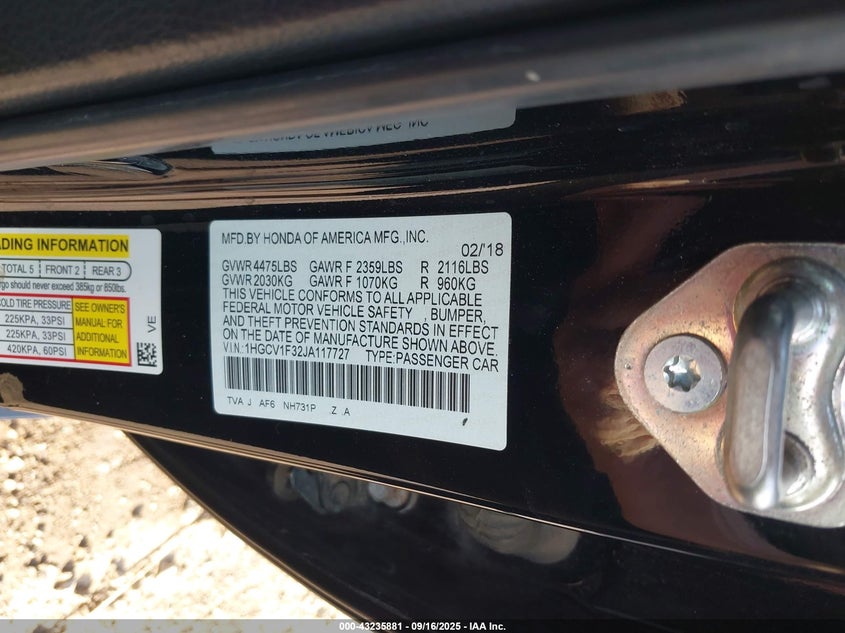 MFD.BY HONDA OF AMERICA MFG.,INC.
02/'18
GVWR 4475LBS GAWR F 2359LBS R 2116LBS
GVWR 2030KG GAWR F 1070KG R 960KG
THIS VEHICLE CONFORMS TO ALL APPLICABLE
FEDERAL MOTOR VEHICLE SAFETY , BUMPER,
AND THEFT PREVENTION STANDARDS IN EFFECT
ON THE DATE OF MANUFACTURE SHOWN ABOVE.
V.I.N: 1HGCV1F32JA117727 TYPE:PASSENGER CAR
TVA J AF6 NH731P Z .A
ADING INFORMATION
TOTAL 5 FRONT 2 REAR 3
rgo should never exceed 385kg or 850lbs.
COLD TIRE PRESSURE
225KPA, 33PSI
225KPA, 33PSI
420KPA, 60PSI
SEE OWNER'S
MANUAL FOR
ADDITIONAL
INFORMATION
VE
000-43235881 - 09/16/2025 - IAA Inc.